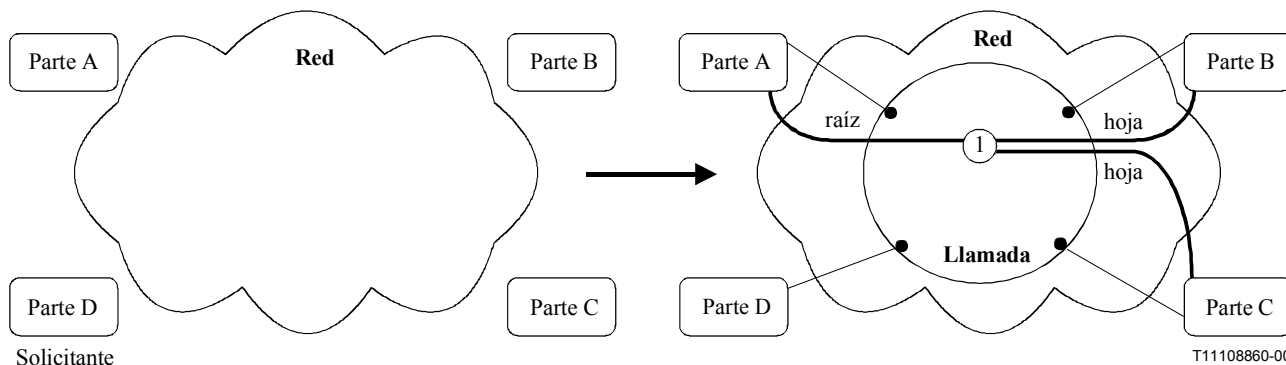 Parte A
Red
Parte B
Parte D
Parte C
Solicitante
Parte A
Red
Parte B
raíz
hoja
1
hoja
Llamada
Parte D
Parte C
T11108860-00